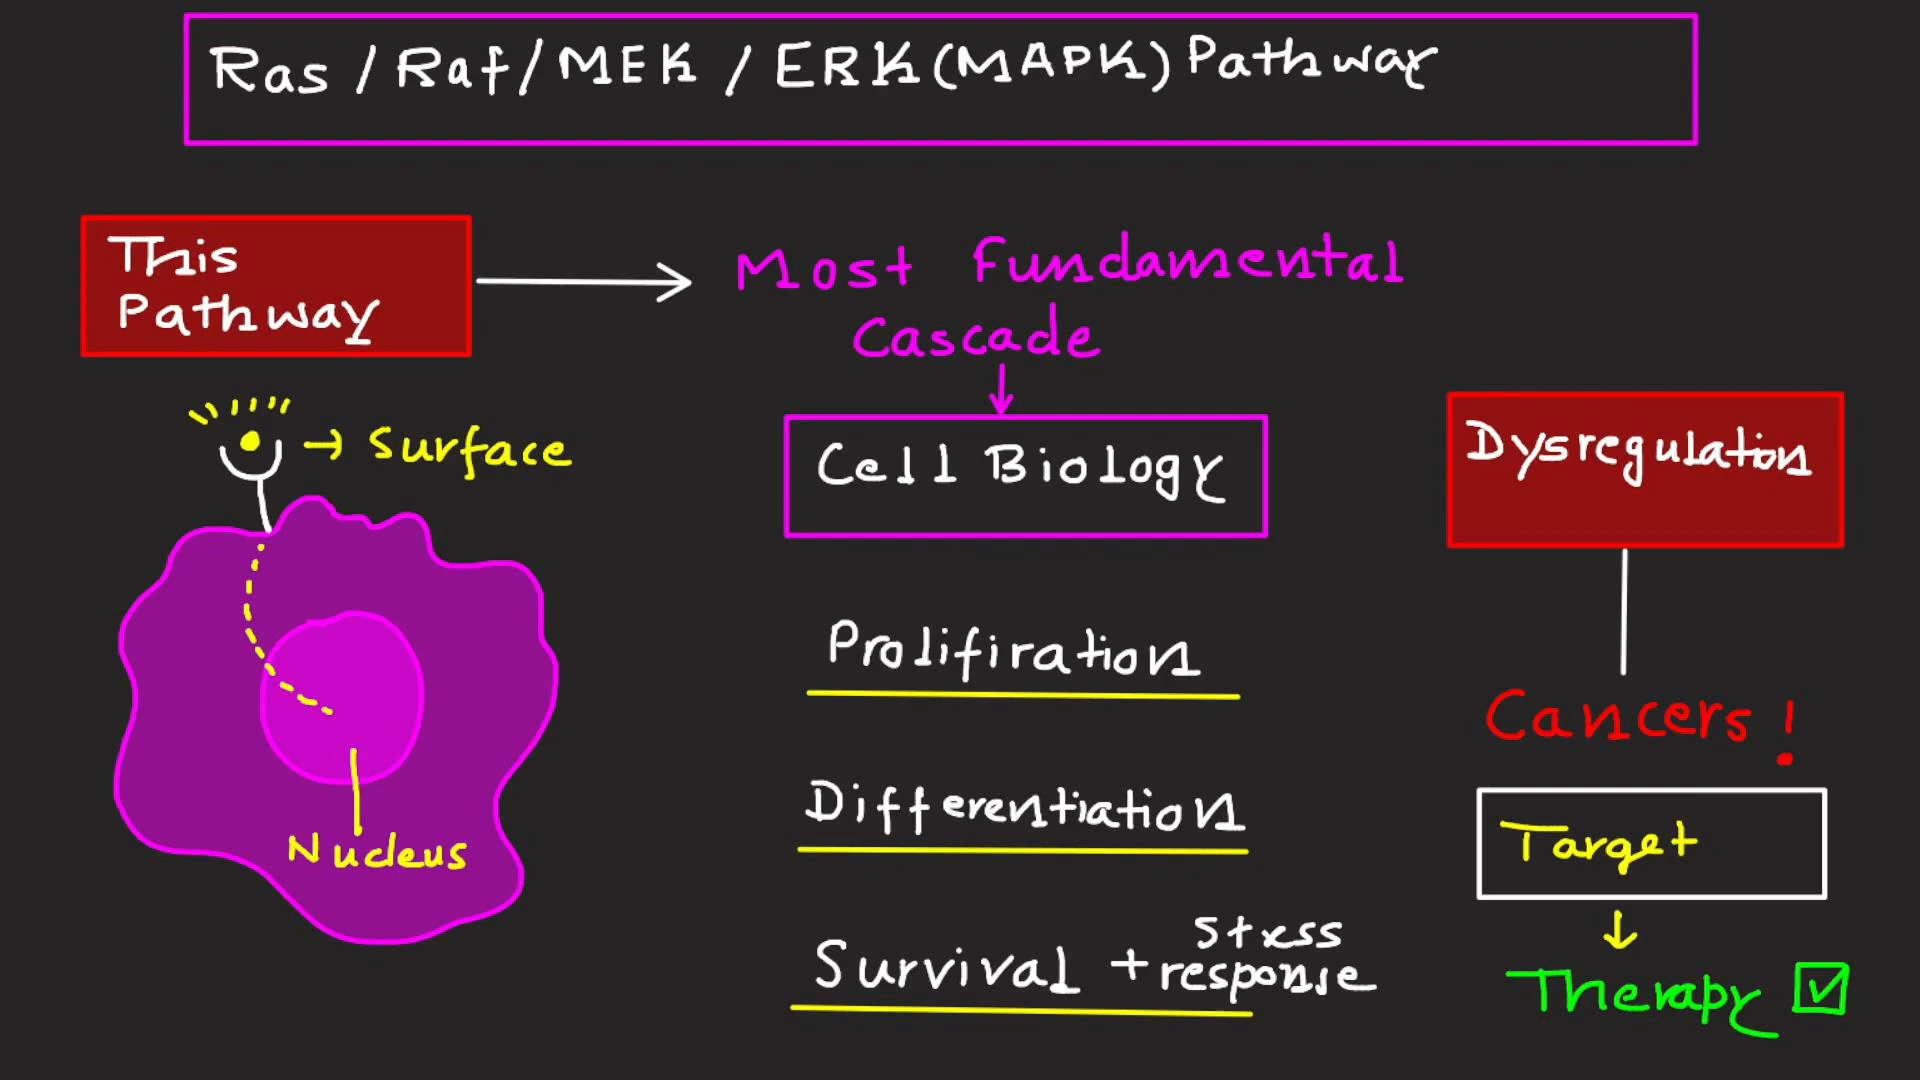 Ras / Raf / MEK / ERK (MAPK) Pathway
This
Pathway
Most Fundamental
Cascade
Surface
Cell Biology
Dysregulation
Prolifiration
Cancers !
Differentiation
Target
Nucleus
Survival + Stress
response
Therapy